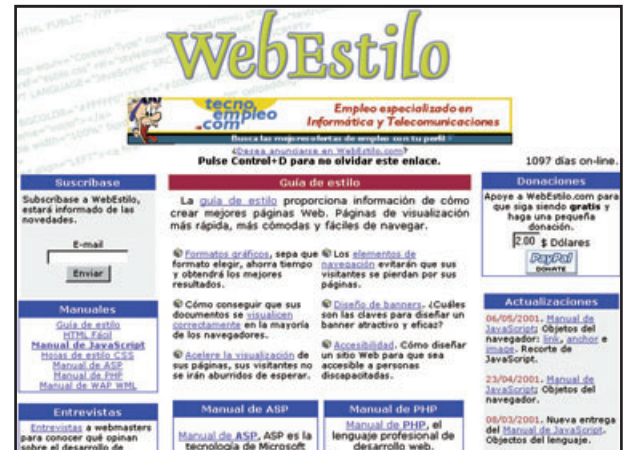 WebEstilo
tecno
empleo
.com
Empleo especializado en
Informática y Telecomunicaciones
Busca las mejores ofertas de empleo con tu perfil
¿Desea anunciarse en WebEstilo.com?
Pulse Control+D para no olvidar este enlace.
1097 días on-line.
Suscríbase
Subscribase a WebEstilo,
estará informado de las
novedades.
E-mail
Enviar
Manuales
Guía de estilo
HTML Fácil
Manual de JavaScript
Hojas de estilo CSS
Manual de ASP
Manual de PHP
Manual de WAP WML
Entrevistas
Entrevistas a webmasters
para conocer qué opinan
sobre el desarrollo de
Guía de estilo
La guía de estilo proporciona información de cómo
crear mejores páginas Web. Páginas de visualización
más rápida, más cómodas y fáciles de navegar.
Formatos gráficos, sepa que
formato elegir, ahorra tiempo
y obtendrá los mejores
resultados.
Cómo conseguir que sus
documentos se visualicen
correctamente en la mayoría
de los navegadores.
Acelere la visualización de
sus páginas, sus visitantes no
se irán aburridos de esperar.
Los elementos de
navegación evitarán que sus
visitantes se pierdan por sus
páginas.
Diseño de banners. ¿Cuáles
son las claves para diseñar un
banner atractivo y eficaz?
Accesibilidad. Cómo diseñar
un sitio Web para que sea
accesible a personas
discapacitadas.
Manual de ASP
Manual de ASP, ASP es la
tecnología de Microsoft
Manual de PHP
Manual de PHP, el
lenguaje profesional de
desarrollo web.
Donaciones
Apoye a WebEstilo.com para
que siga siendo gratis y
haga una pequeña
donación.
2.00 $ Dólares
PayPal
DONATE
Actualizaciones
06/05/2001. Manual de
JavaScript: Objetos del
navegador: link, anchor e
image. Recorte de
JavaScript.
23/04/2001. Manual de
JavaScript: Objetos del
navegador.
08/03/2001. Nueva entrega
del Manual de JavaScript.
Objectos del lenguaje.